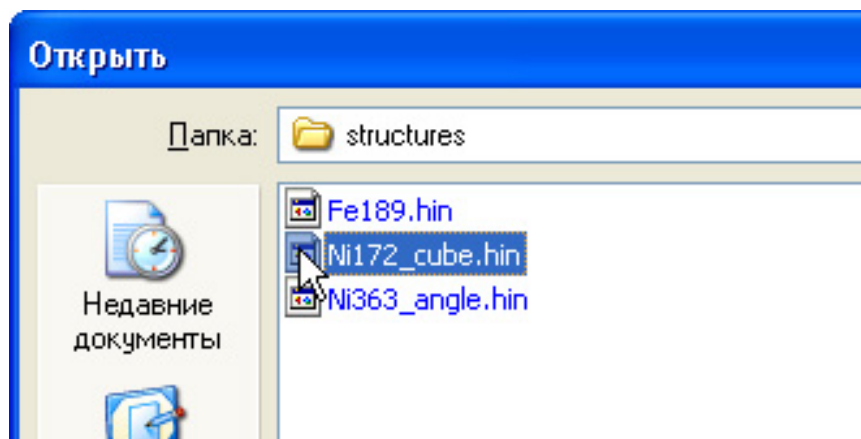 Открыть
Папка: structures
Fe189.hin
Ni172_cube.hin
Ni363_angle.hin
Недавние
документы